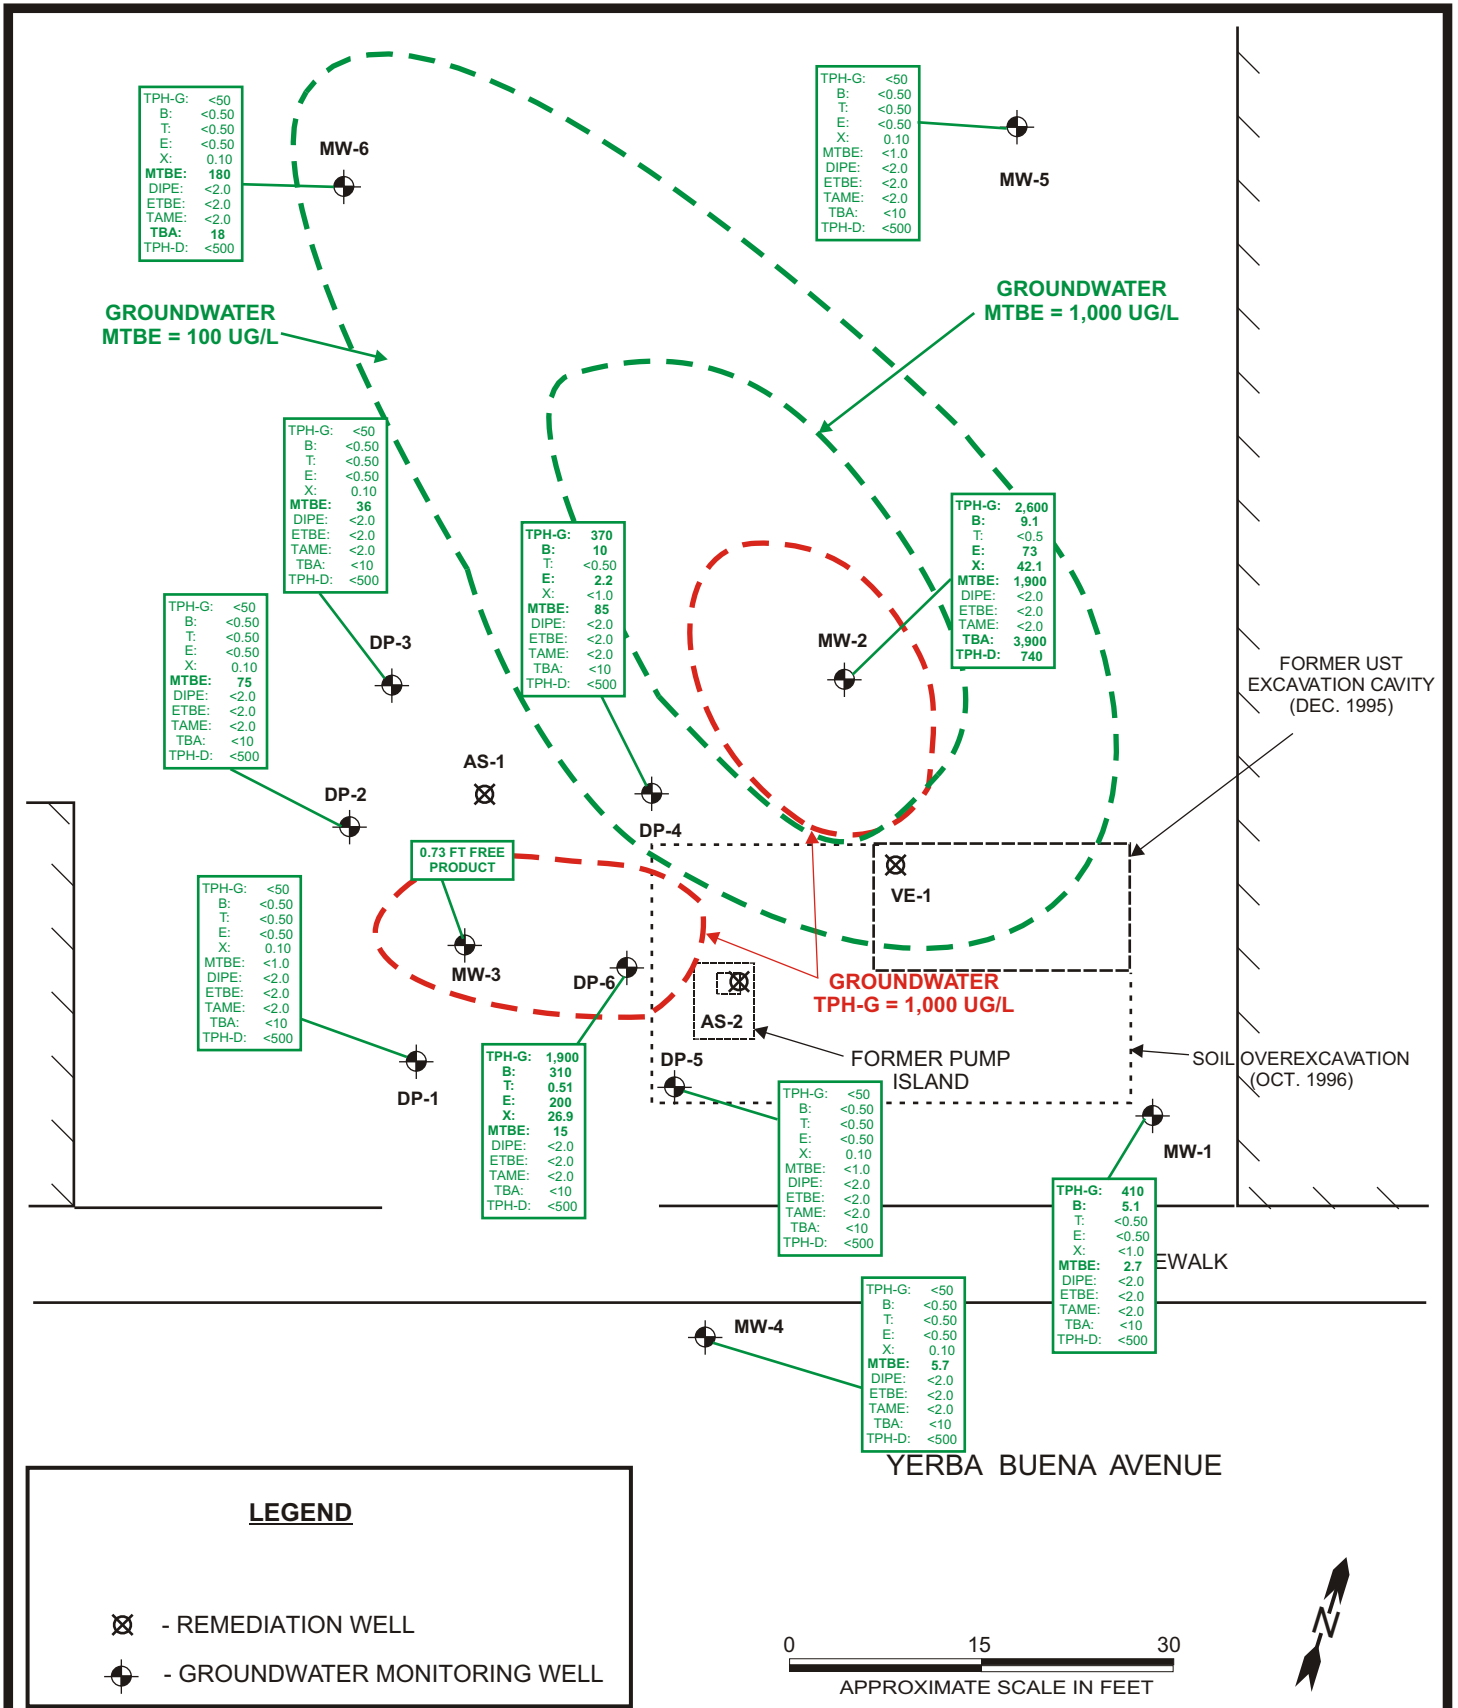 TPH-G: <50
B: <0.50
T: <0.50
E: <0.50
X: 0.10
MTBE: 180
DIPE: <2.0
ETBE: <2.0
TAME: <2.0
TBA: 18
TPH-D: <500
MW-6
TPH-G: <50
B: <0.50
T: <0.50
E: <0.50
X: 0.10
MTBE: <1.0
DIPE: <2.0
ETBE: <2.0
TAME: <2.0
TBA: <10
TPH-D: <500
MW-5
GROUNDWATER
MTBE = 100 UG/L
GROUNDWATER
MTBE = 1,000 UG/L
TPH-G: <50
B: <0.50
T: <0.50
E: <0.50
X: 0.10
MTBE: 36
DIPE: <2.0
ETBE: <2.0
TAME: <2.0
TBA: <10
TPH-D: <500
DP-3
TPH-G: 370
B: 10
T: <0.50
E: 2.2
X: <1.0
MTBE: 85
DIPE: <2.0
ETBE: <2.0
TAME: <2.0
TBA: <10
TPH-D: <500
TPH-G: 2,600
B: 9.1
T: <0.5
E: 73
X: 42.1
MTBE: 1,900
DIPE: <2.0
ETBE: <2.0
TAME: <2.0
TBA: 3,900
TPH-D: 740
MW-2
TPH-G: <50
B: <0.50
T: <0.50
E: <0.50
X: 0.10
MTBE: 75
DIPE: <2.0
ETBE: <2.0
TAME: <2.0
TBA: <10
TPH-D: <500
FORMER UST
EXCAVATION CAVITY
(DEC. 1995)
AS-1
DP-2
DP-4
0.73 FT FREE
PRODUCT
VE-1
TPH-G: <50
B: <0.50
T: <0.50
E: <0.50
X: 0.10
MTBE: <1.0
DIPE: <2.0
ETBE: <2.0
TAME: <2.0
TBA: <10
TPH-D: <500
MW-3
DP-6
GROUNDWATER
TPH-G = 1,000 UG/L
AS-2
DP-1
TPH-G: 1,900
B: 310
T: 0.51
E: 200
X: 26.9
MTBE: 15
DIPE: <2.0
ETBE: <2.0
TAME: <2.0
TBA: <10
TPH-D: <500
DP-5
FORMER PUMP
ISLAND
SOIL OVEREXCAVATION
(OCT. 1996)
TPH-G: <50
B: <0.50
T: <0.50
E: <0.50
X: 0.10
MTBE: <1.0
DIPE: <2.0
ETBE: <2.0
TAME: <2.0
TBA: <10
TPH-D: <500
MW-1
TPH-G: 410
B: 5.1
T: <0.50
E: <0.50
X: <1.0
MTBE: 2.7
DIPE: <2.0
ETBE: <2.0
TAME: <2.0
TBA: <10
TPH-D: <500
EWALK
MW-4
TPH-G: <50
B: <0.50
T: <0.50
E: <0.50
X: 0.10
MTBE: 5.7
DIPE: <2.0
ETBE: <2.0
TAME: <2.0
TBA: <10
TPH-D: <500
YERBA BUENA AVENUE
LEGEND
- REMEDIATION WELL
- GROUNDWATER MONITORING WELL
0 15 30
APPROXIMATE SCALE IN FEET
N